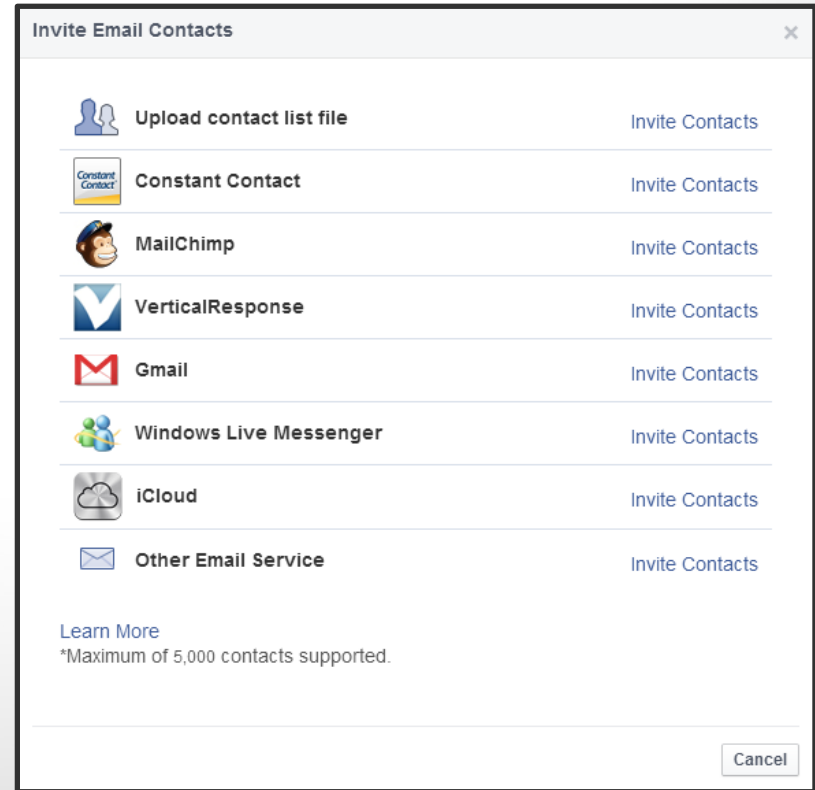 Invite Email Contacts ×
Upload contact list file Invite Contacts
Constant Contact
Constant Contact Invite Contacts
MailChimp Invite Contacts
VerticalResponse Invite Contacts
Gmail Invite Contacts
Windows Live Messenger Invite Contacts
iCloud Invite Contacts
Other Email Service Invite Contacts
Learn More
*Maximum of 5,000 contacts supported.
Cancel